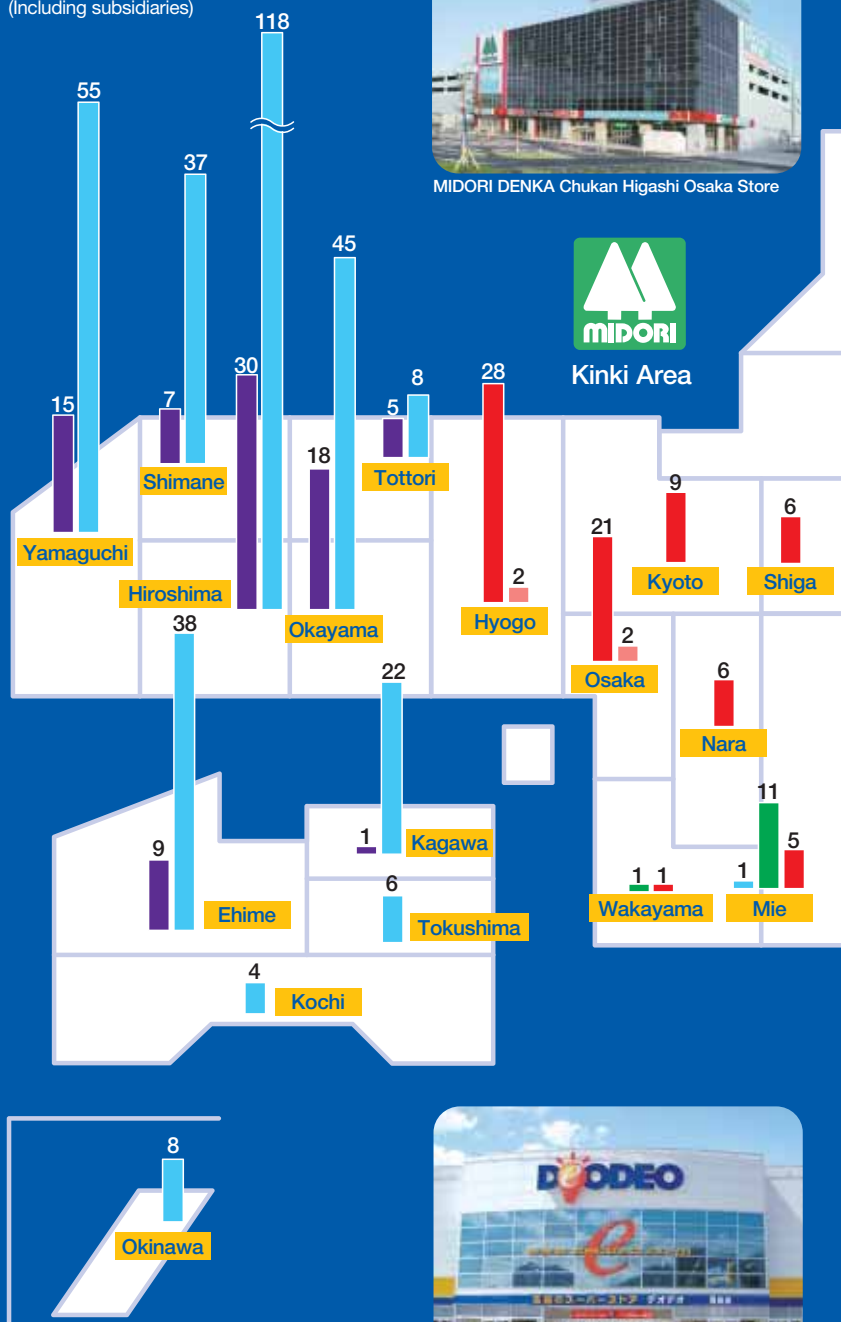 (Including subsidiaries)
118
55
37
MIDORI DENKA Chukan Higashi Osaka Store
45
MIDORI
Kinki Area
30
8
28
15
7
5
18
9
Shimane
Tottori
6
21
Yamaguchi
2
Kyoto
Shiga
Hiroshima
Okayama
Hyogo
38
2
Osaka
22
6
Nara
11
9
1
Kagawa
5
1
1
1
6
Ehime
Tokushima
Wakayama
Mie
4
Kochi
8
DeODEO
Okinawa
e